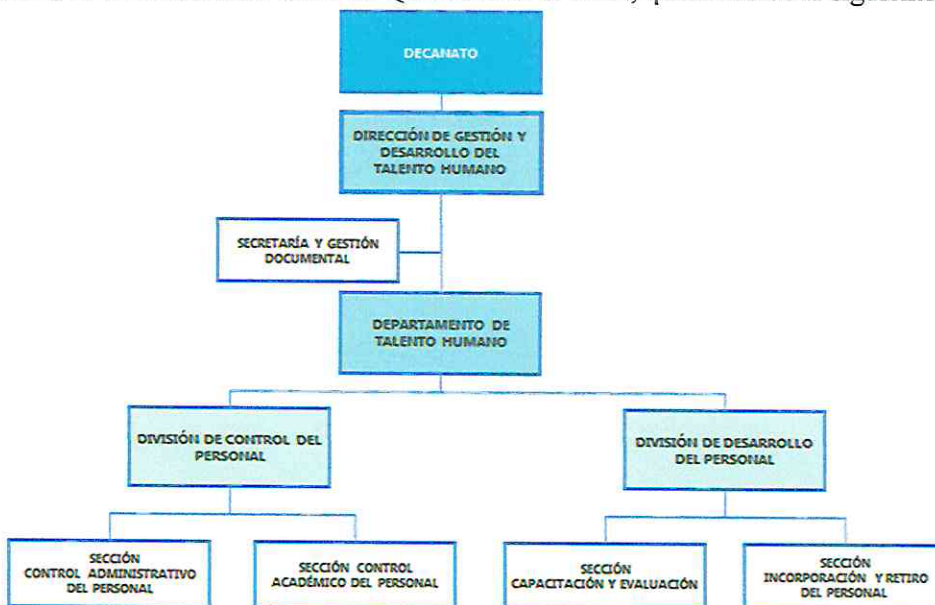 DECANATO
DIRECCIÓN DE GESTIÓN Y
DESARROLLO DEL
TALENTO HUMANO
SECRETARÍA Y GESTIÓN
DOCUMENTAL
DEPARTAMENTO DE
TALENTO HUMANO
DIVISIÓN DE CONTROL DEL
PERSONAL
DIVISIÓN DE DESARROLLO
DEL PERSONAL
SECCIÓN
CONTROL ADMINISTRATIVO
DEL PERSONAL
SECCIÓN CONTROL
ACADÉMICO DEL PERSONAL
SECCIÓN
CAPACITACIÓN Y EVALUACIÓN
SECCIÓN
INCORPORACIÓN Y RETIRO
DEL PERSONAL